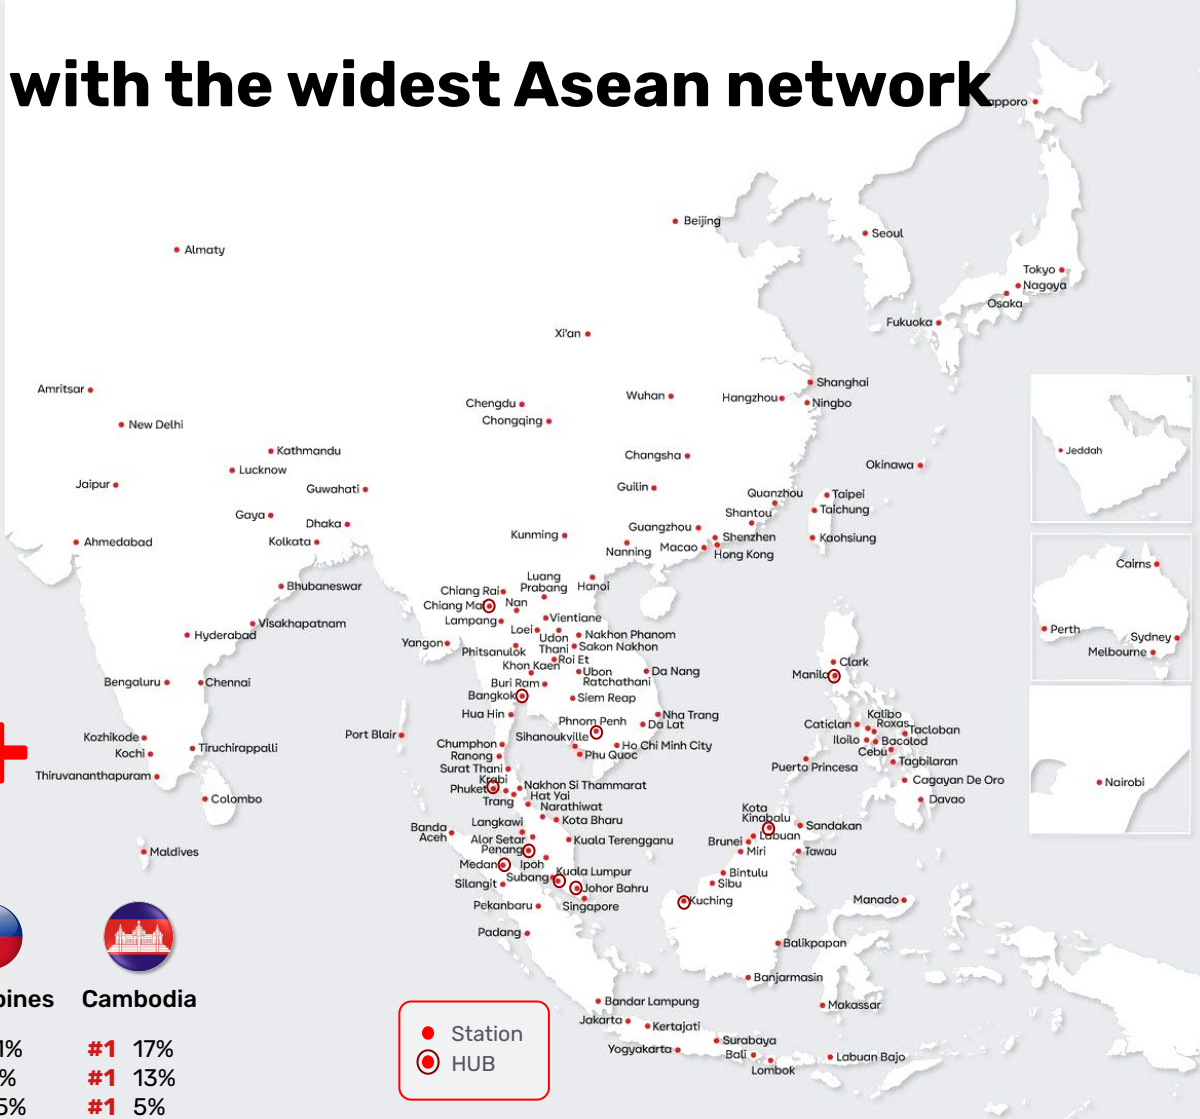 with the widest Asean network
apporo
Beijing
Seoul
Almaty
Tokyo
Nagoya
Osaka
Fukuoka
Xi'an
Amritsar
Shanghai
Wuhan
Hangzhou
Ningbo
Chengdu
Chongqing
New Delhi
Kathmandu
Changsha
Jeddah
Lucknow
Okinawa
Jaipur
Guwahati
Guilin
Quanzhou
Taipei
Gaya
Shantou
Taichung
Dhaka
Guangzhou
Kunming
Shenzhen
Kaohsiung
Ahmedabad
Kolkata
Nanning
Macao
Hong Kong
Cairns
Luang
Prabang
Hanoi
Bhubaneswar
Chiang Rai
Chiang Mai
Nan
Lampang
Vientiane
Visakhapatnam
Loei
Udon
Thani
Nakhon Phanom
Perth
Hyderabad
Sydney
Yangon
Sakon Nakhon
Melbourne
Phitsanulok
Roi Et
Clark
Khon Kaen
Ubon
Ratchathani
Da Nang
Manila
Bengaluru
Chennai
Buri Ram
Bangkok
Siem Reap
Hua Hin
Nha Trang
Kalibo
Phnom Penh
Da Lat
Caticlan
Roxas
Tacloban
Port Blair
Sihanoukville
Iloilo
Bacolod
Kozhikode
Chumphon
Ho Chi Minh City
Cebu
Kochi
Tiruchirappalli
Ranong
Phu Quoc
Tagbilaran
Surat Thani
Puerto Princesa
Thiruvananthapuram
Krabi
Cagayan De Oro
Nairobi
Phuket
Nakhon Si Thammarat
Colombo
Trang
Hat Yai
Davao
Narathiwat
Kota
Kinabalu
Langkawi
Kota Bharu
Sandakan
Banda
Aceh
Labuan
Alor Setar
Kuala Terengganu
Brunei
Maldives
Penang
Miri
Tawau
Medan
Ipoh
Kuala Lumpur
Bintulu
Subang
Silangit
Johor Bahru
Sibu
Pekanbaru
Singapore
Kuching
Manado
Padang
Balikpapan
Banjarmasin
pines
Cambodia
Bandar Lampung
Makassar
Jakarta
Kertajati
Station
Surabaya
1%
#1 17%
Yogyakarta
Bali
Labuan Bajo
HUB
Lombok
%
#1 13%
5%
#1 5%